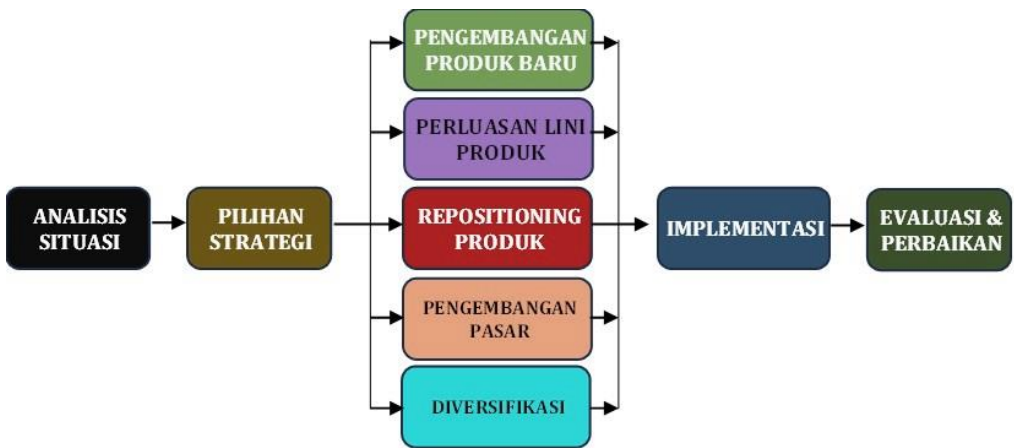 ANALISIS
SITUASI
PILIHAN
STRATEGI
PENGEMBANGAN
PRODUK BARU
PERLUASAN LINI
PRODUK
REPOSITIONING
PRODUK
PENGEMBANGAN
PASAR
DIVERSIFIKASI
IMPLEMENTASI
EVALUASI &
PERBAIKAN